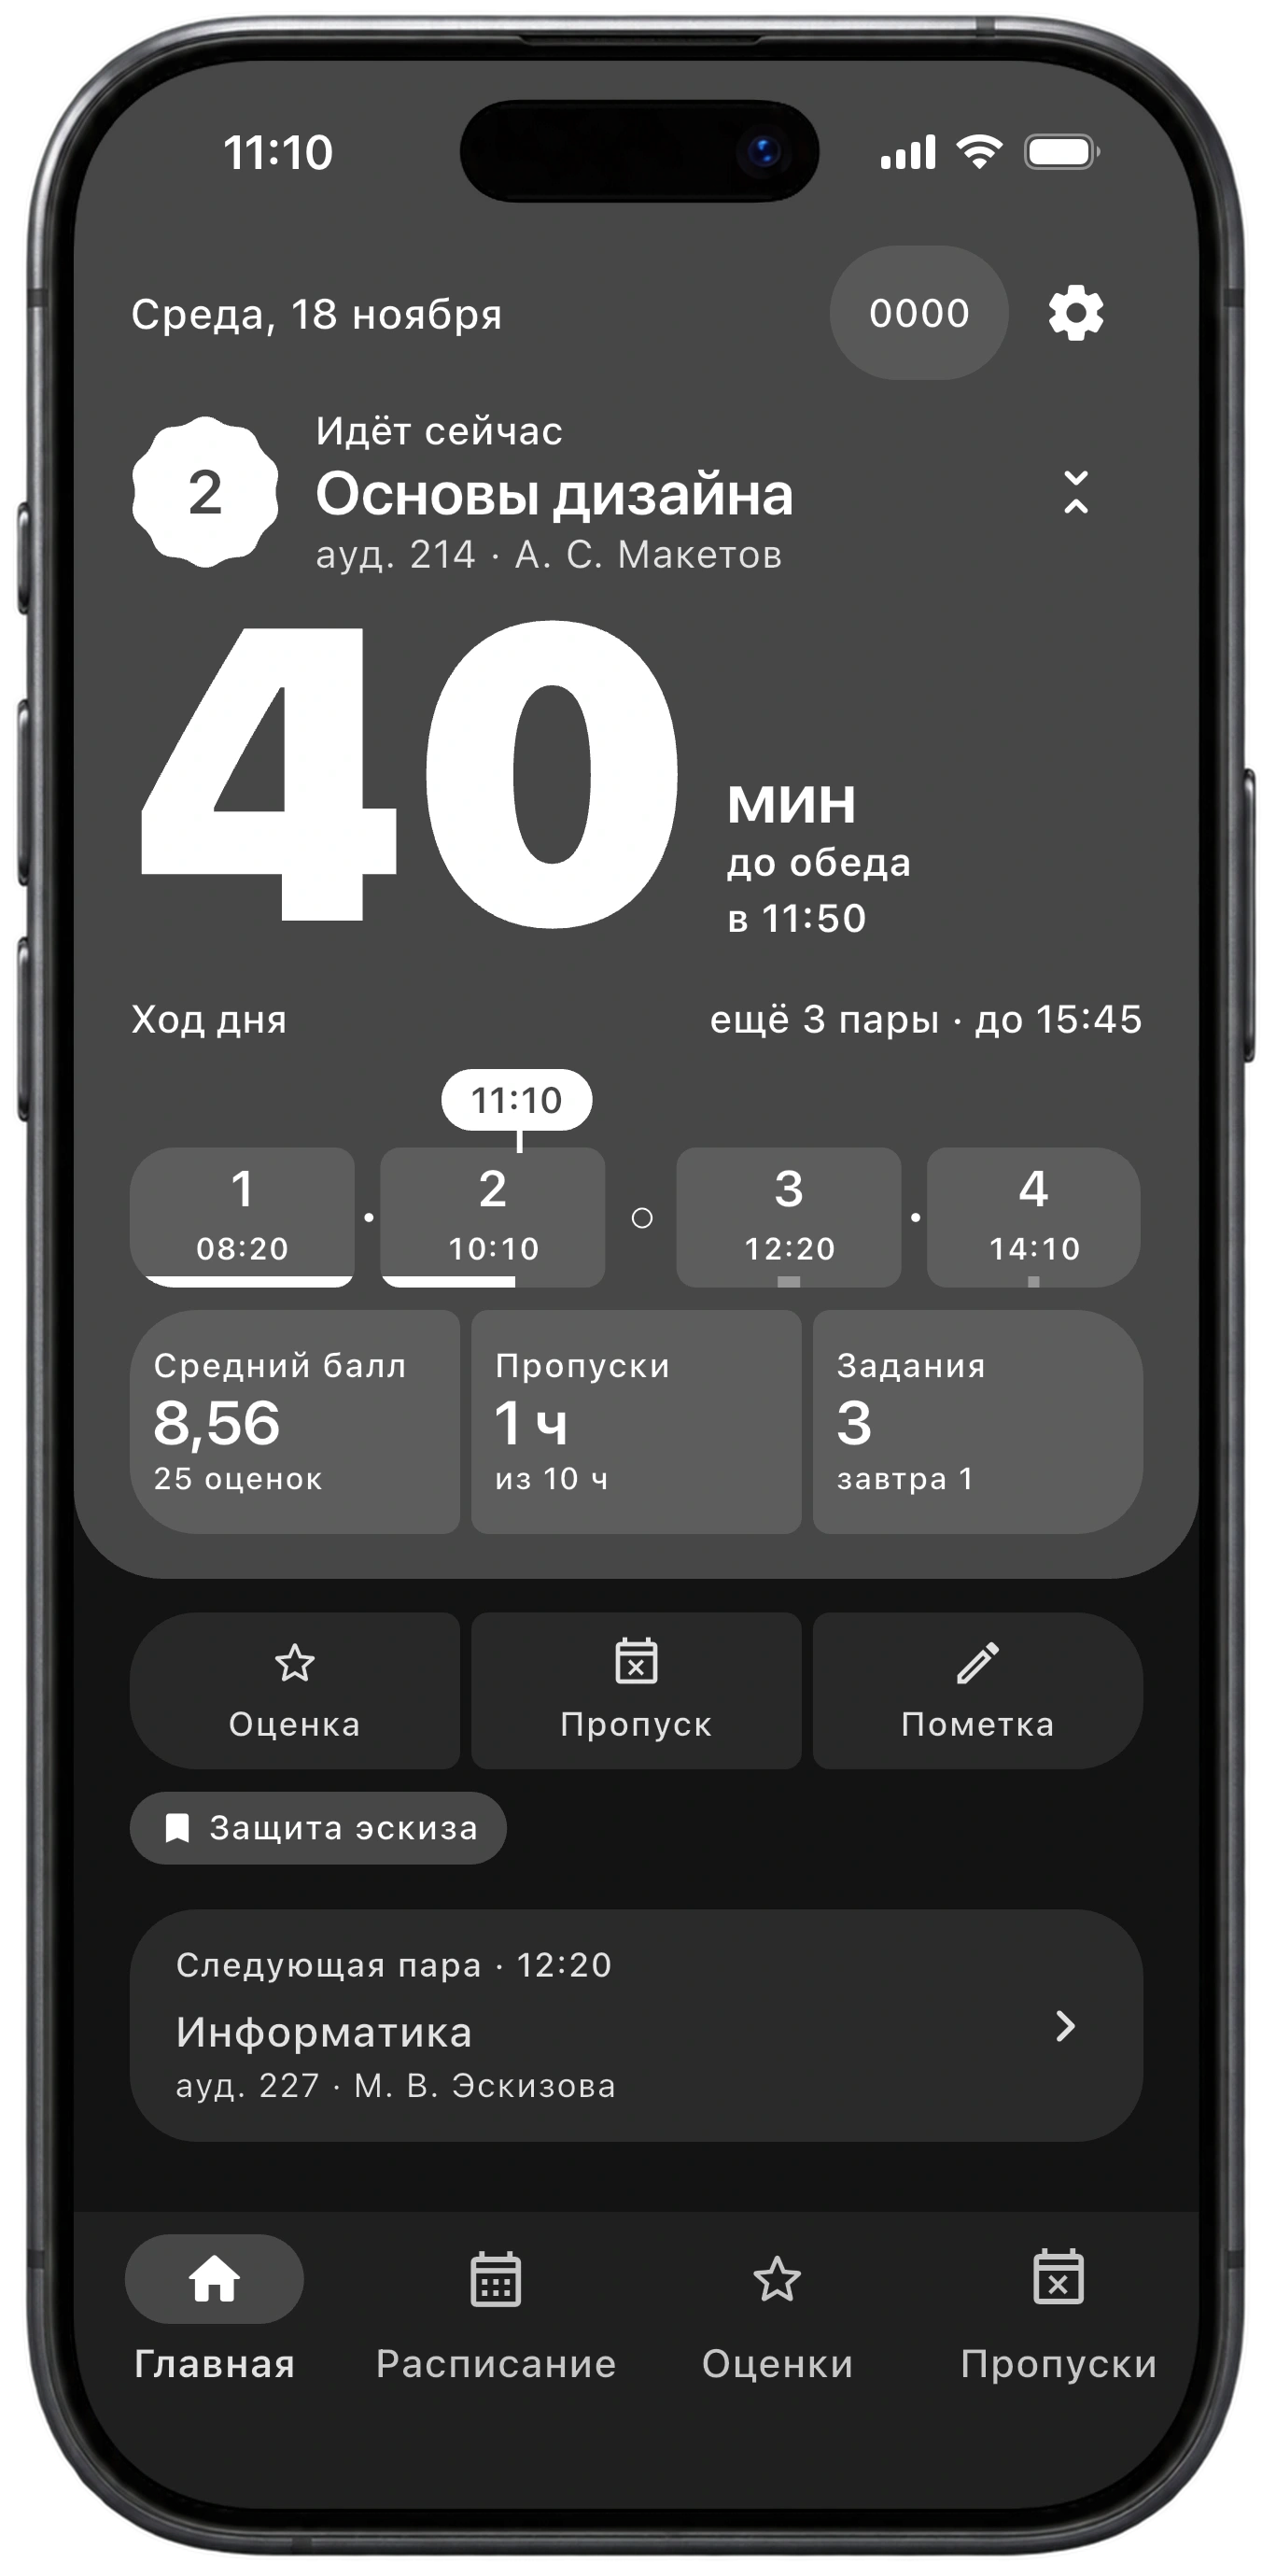 11:10
Среда, 18 ноября
0000
2
Идёт сейчас
Основы дизайна
ауд. 214 · А. С. Макетов
40
мин
до обеда
в 11:50
Ход дня
ещё 3 пары · до 15:45
11:10
1
08:20
2
10:10
3
12:20
4
14:10
Средний балл
8,56
25 оценок
Пропуски
1 ч
из 10 ч
Задания
3
завтра 1
Оценка
Пропуск
Пометка
Защита эскиза
Следующая пара · 12:20
Информатика
ауд. 227 · М. В. Эскизова
Главная
Расписание
Оценки
Пропуски